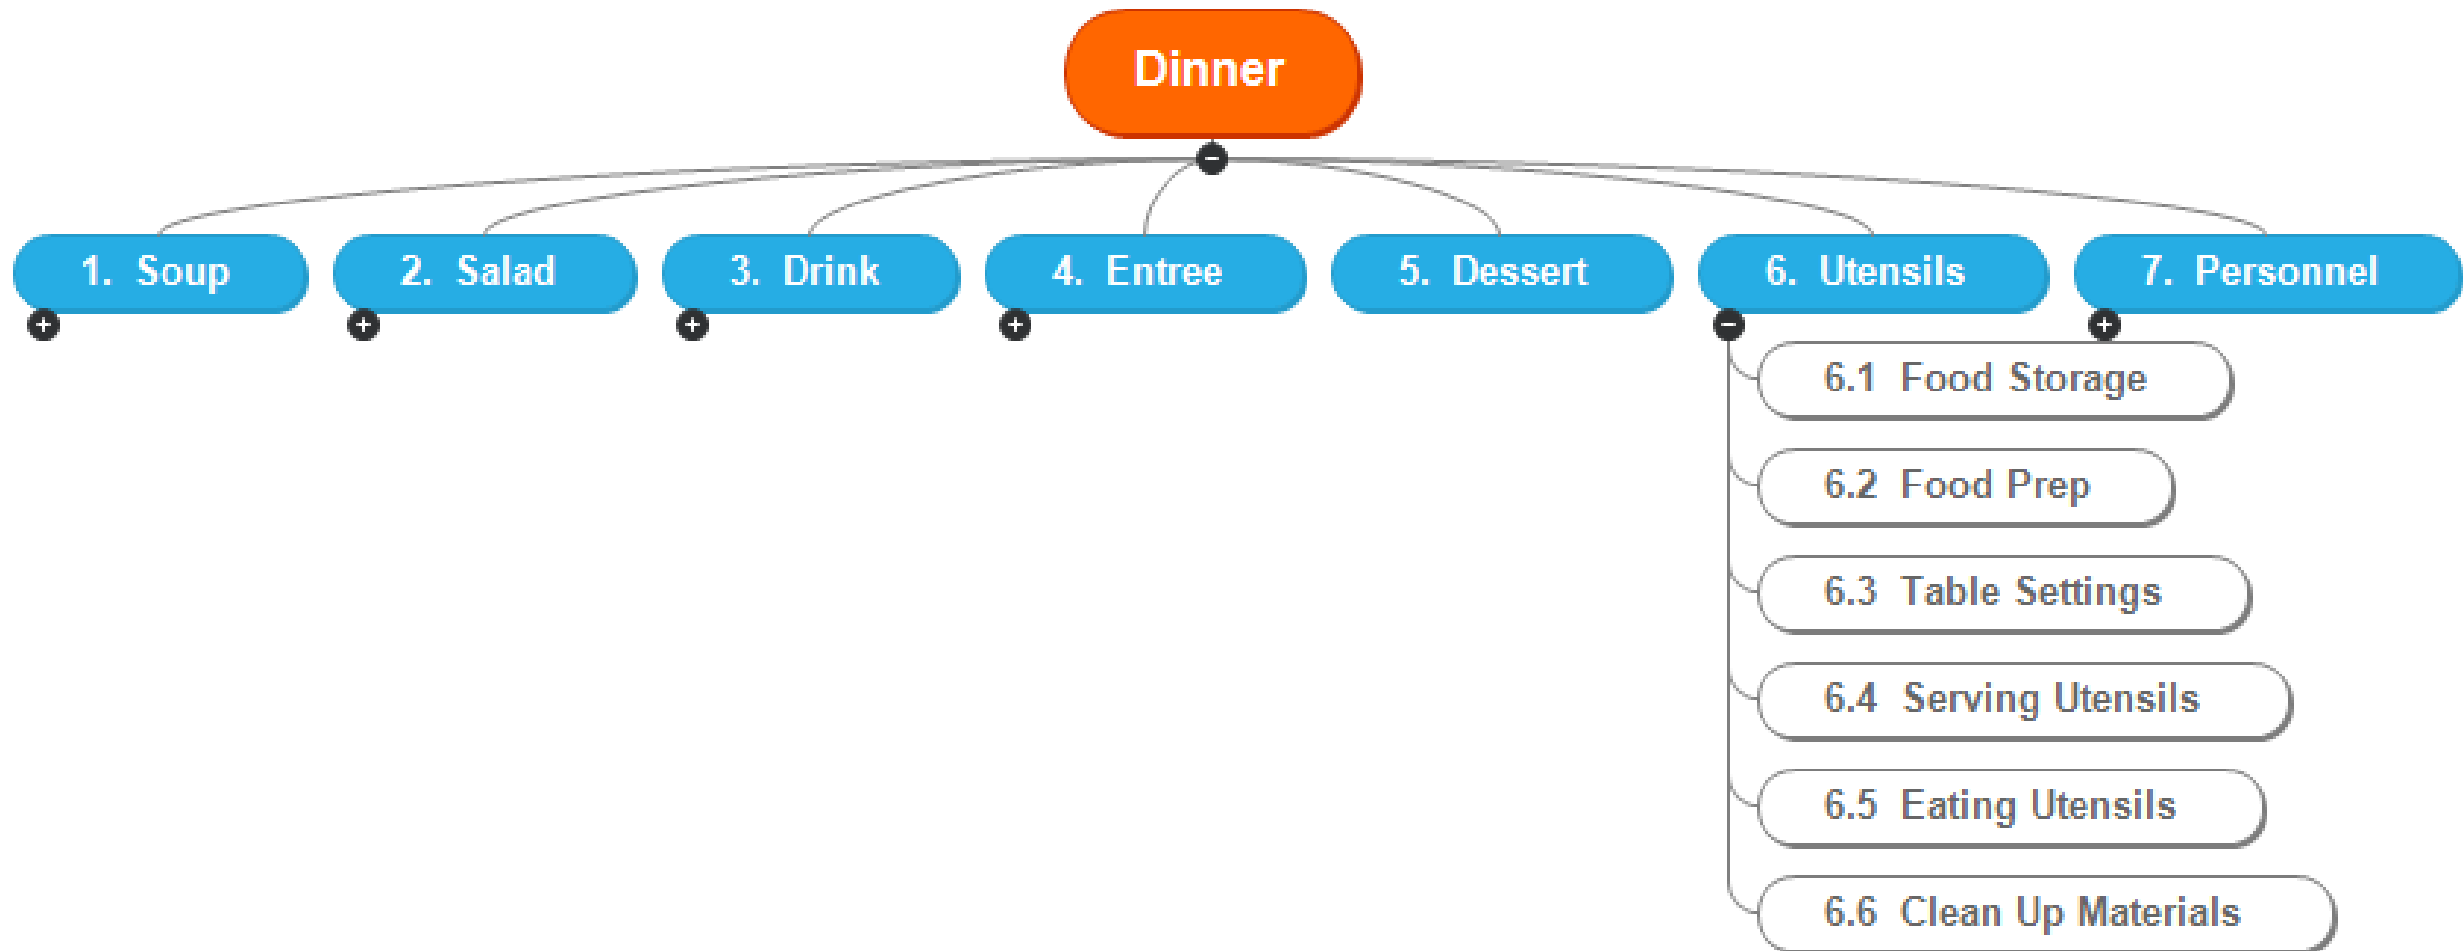 Dinner
1. Soup
2. Salad
3. Drink
4. Entree
5. Dessert
6. Utensils
7. Personnel
6.1 Food Storage
6.2 Food Prep
6.3 Table Settings
6.4 Serving Utensils
6.5 Eating Utensils
6.6 Clean Up Materials